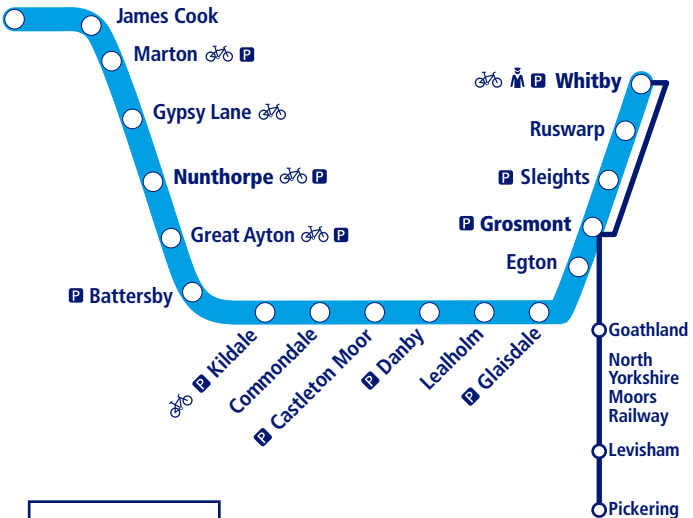 James Cook
Marton P
Gypsy Lane
Nunthorpe P
Great Ayton P
P Battersby
P Kildale
Commondale
P Castleton Moor
P Danby
Lealholm
P Glaisdale
P Whitby
Ruswarp
P Sleights
P Grosmont
Egton
Goathland
North
Yorkshire
Moors
Railway
Levisham
Pickering